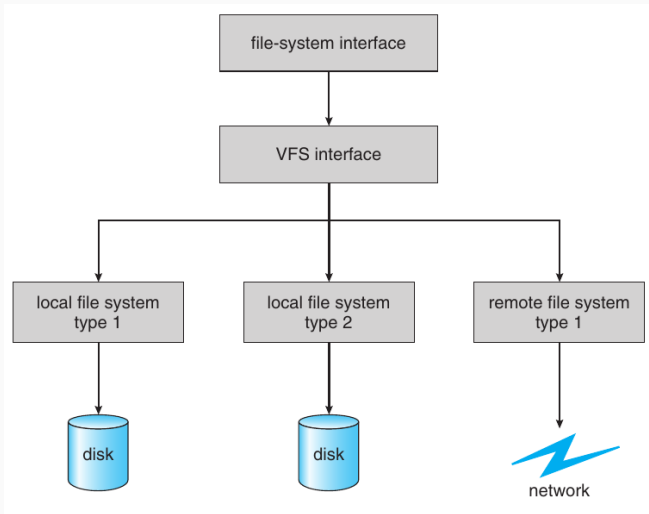 file-system interface
VFS interface
local file system
type 1
local file system
type 2
remote file system
type 1
disk
disk
network